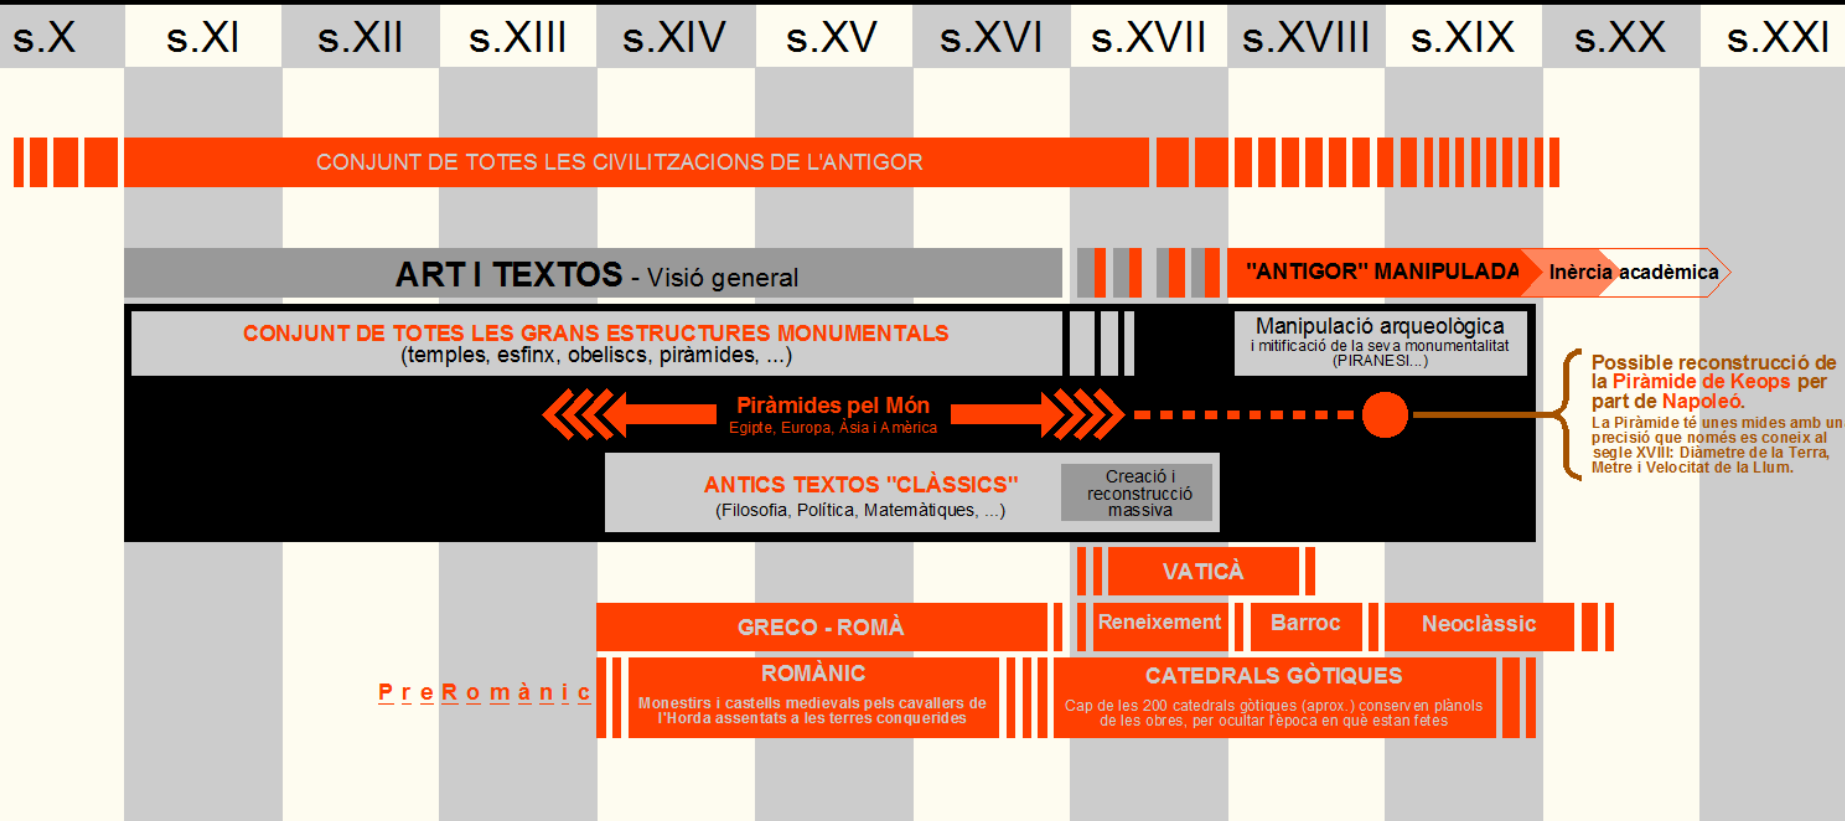 s.X s.XI s.XII s.XIII s.XIV s.XV s.XVI s.XVII s.XVIII s.XIX s.XX s.XXI
CONJUNT DE TOTES LES CIVILITZACIONS DE L'ANTIGOR
ART I TEXTOS - Visió general
"ANTIGOR" MANIPULADA
Inèrcia acadèmica
CONJUNT DE TOTES LES GRANS ESTRUCTURES MONUMENTALS
(temples, esfinx, obeliscs, piràmides, ...)
Manipulació arqueològica
i mitificació de la seva monumentalitat
(PIRANESI...)
Piràmides pel Món
Egipte, Europa, Àsia i Amèrica
Possible reconstrucció de
la Piràmide de Keops per
part de Napoleó.
La Piràmide té unes mides amb un
precisió que només es coneix al
segle XVIII: Diàmetre de la Terra,
Metre i Velocitat de la Llum.
ANTICS TEXTOS "CLÀSSICS"
(Filosofia, Política, Matemàtiques, ...)
Creació i
reconstrucció
massiva
VATICÀ
GRECO - ROMÀ
Reneixement
Barroc
Neoclàssic
PreRomànic
ROMÀNIC
Monestirs i castells medievals pels cavallers de
l'Horda assentats a les terres conquerides
CATEDRALS GÒTIQUES
Cap de les 200 catedrals gòtiques (aprox.) conserven plànols
de les obres, per ocultar l'època en què estan fetes